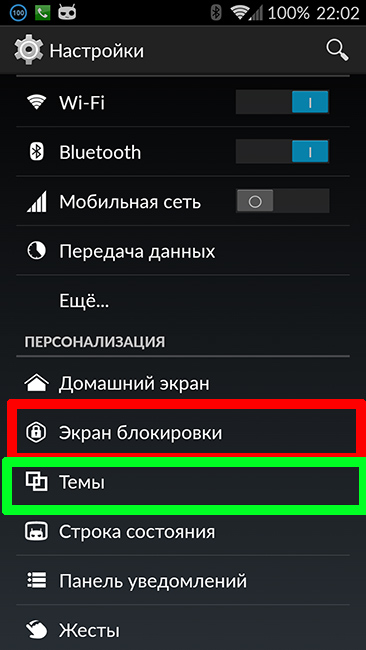 100 100% 22:02
Настройки
Wi-Fi
Bluetooth
Мобильная сеть
Передача данных
Ещё...
ПЕРСОНАЛИЗАЦИЯ
Домашний экран
Экран блокировки
Темы
Строка состояния
Панель уведомлений
Жесты